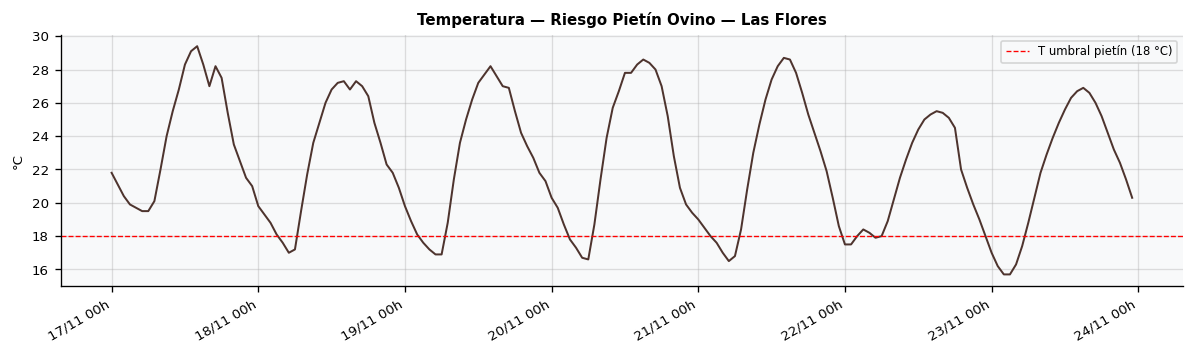 Temperatura — Riesgo Pietín Ovino — Las Flores
T umbral pietín (18 °C)
°C
30
28
26
24
22
20
18
16
17/11 00h
18/11 00h
19/11 00h
20/11 00h
21/11 00h
22/11 00h
23/11 00h
24/11 00h